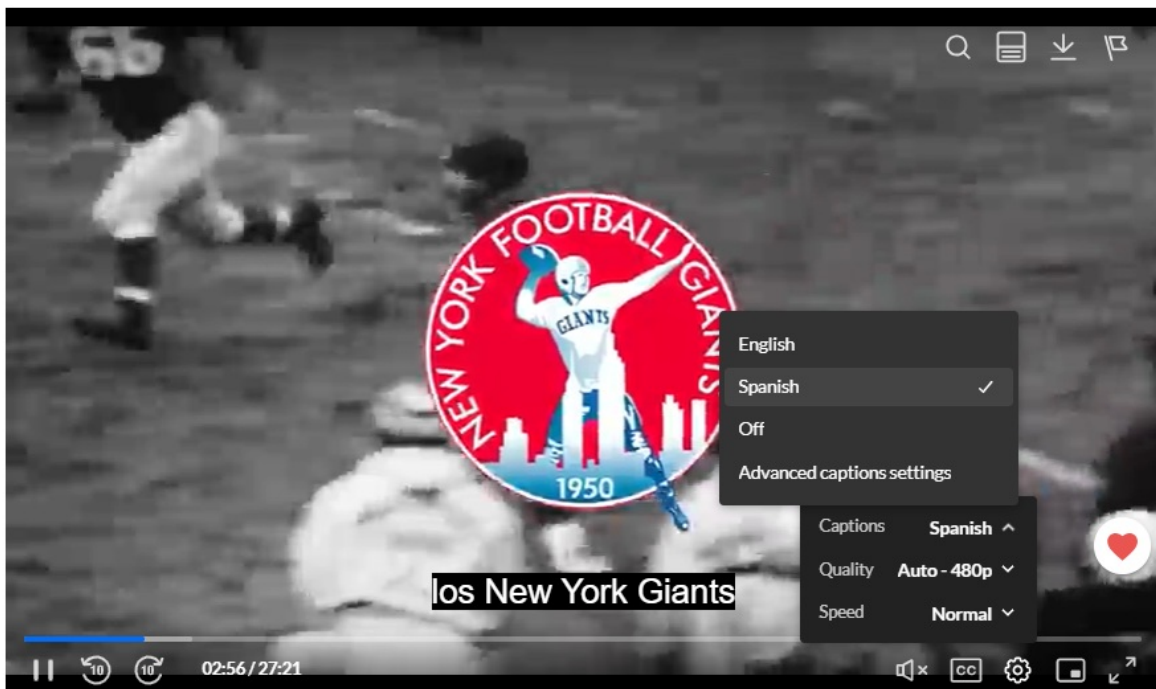 66
NEW YORK FOOTBALL GIANTS
GIANTS
1950
English
Spanish
Off
Advanced captions settings
Captions Spanish
Quality Auto - 480p
Speed Normal
los New York Giants
10 10 02:56 / 27:21
CC